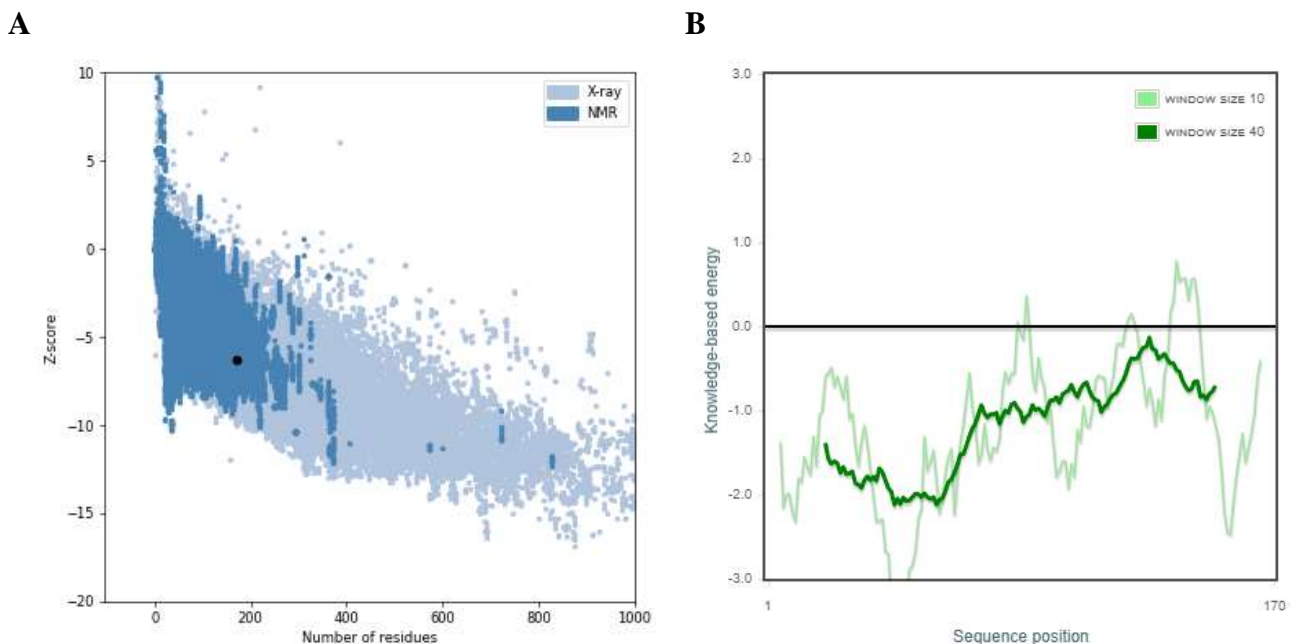 A
B
10
5
0
−5
−10
−15
−20
0
200
400
600
800
1000
Z-score
Number of residues
X-ray
NMR
3.0
2.0
1.0
0.0
-1.0
-2.0
-3.0
1
170
Knowledge-based energy
Sequence position
WINDOW SIZE 10
WINDOW SIZE 40